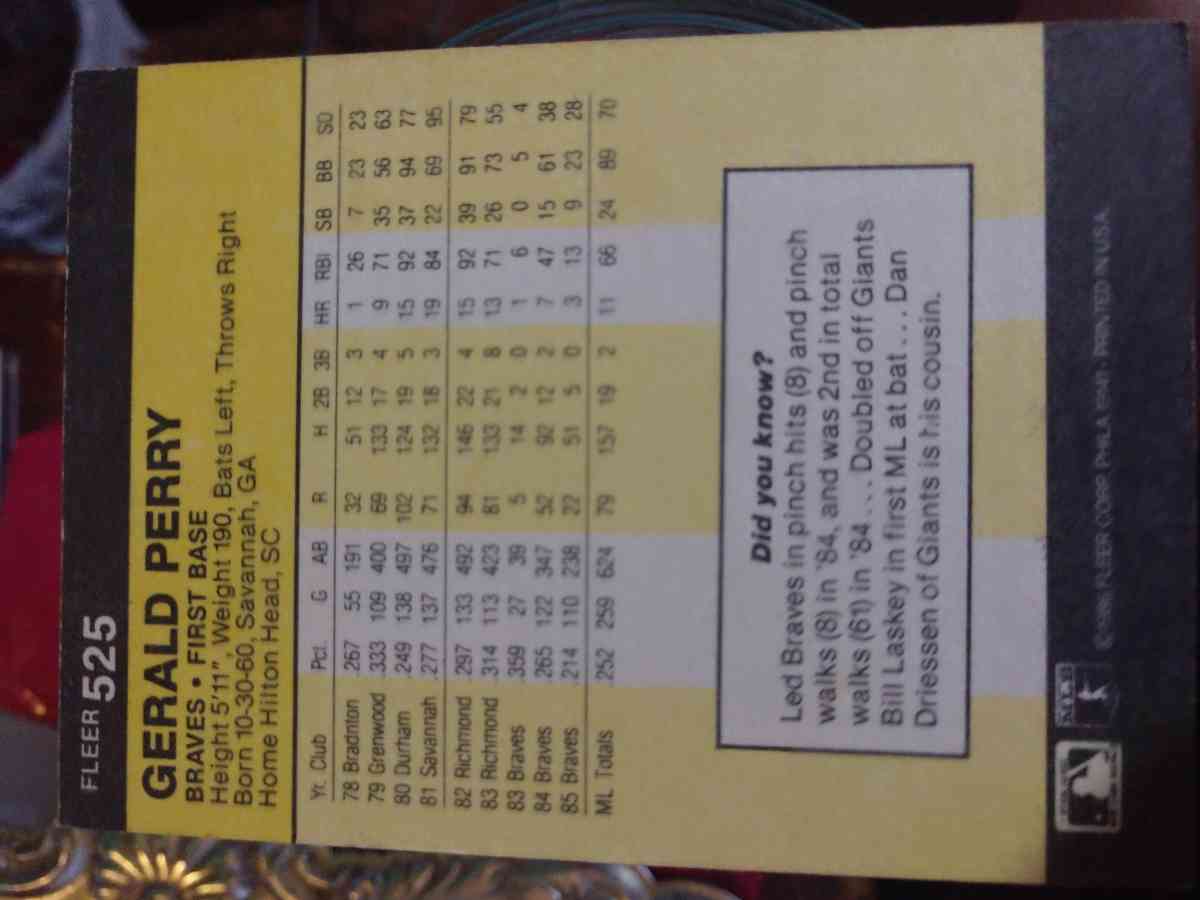 FLEER 525
GERALD PERRY
BRAVES • FIRST BASE
Height 5'11", Weight 190, Bats Left, Throws Right
Born 10-30-60, Savannah, GA
Home Hilton Head, SC
Yr. Club Pct. G AB R H 2B 3B HR RBI SB BB SO
78 Bradnton .267 55 191 32 51 12 3 1 26 7 23 23
79 Grenwood .333 109 400 69 133 17 4 9 71 35 56 63
80 Durham .249 138 497 102 124 19 5 15 92 37 94 77
81 Savannah .277 137 476 71 132 18 3 19 84 22 69 95
82 Richmond .297 133 492 94 146 22 4 15 92 39 91 79
83 Richmond .314 113 423 81 133 21 8 13 71 26 73 55
83 Braves .359 27 39 5 14 2 0 1 6 0 5 4
84 Braves .265 122 347 52 92 12 2 7 47 15 61 38
85 Braves .214 110 238 22 51 5 0 3 13 9 23 28
ML Totals .252 259 624 79 157 19 2 11 66 24 89 70
Did you know?
Led Braves in pinch hits (8) and pinch
walks (8) in '84, and was 2nd in total
walks (61) in '84 . . . Doubled off Giants
Bill Laskey in first ML at bat . . . Dan
Driessen of Giants is his cousin.
© 1986 FLEER CORP. PHILA. PRINTED IN U.S.A.